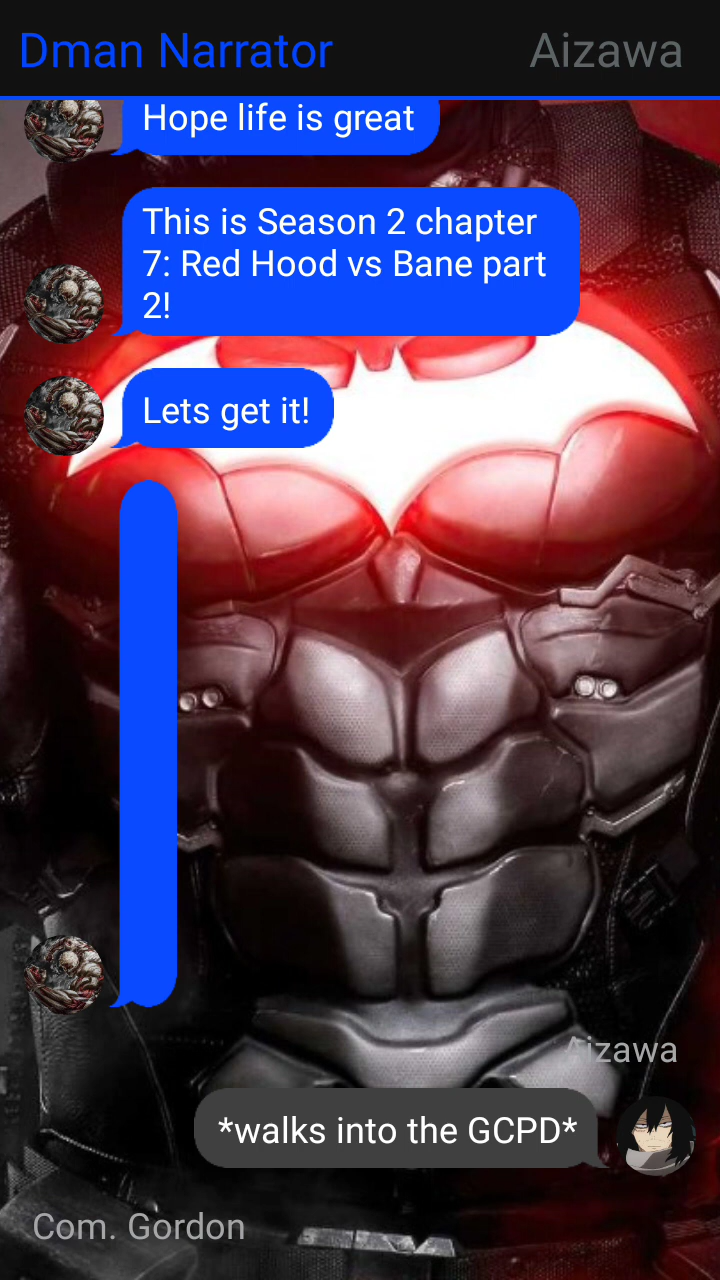 Dman Narrator
Aizawa
Hope life is great
This is Season 2 chapter
7: Red Hood vs Bane part
2!
Lets get it!
Aizawa
*walks into the GCPD*
Com. Gordon